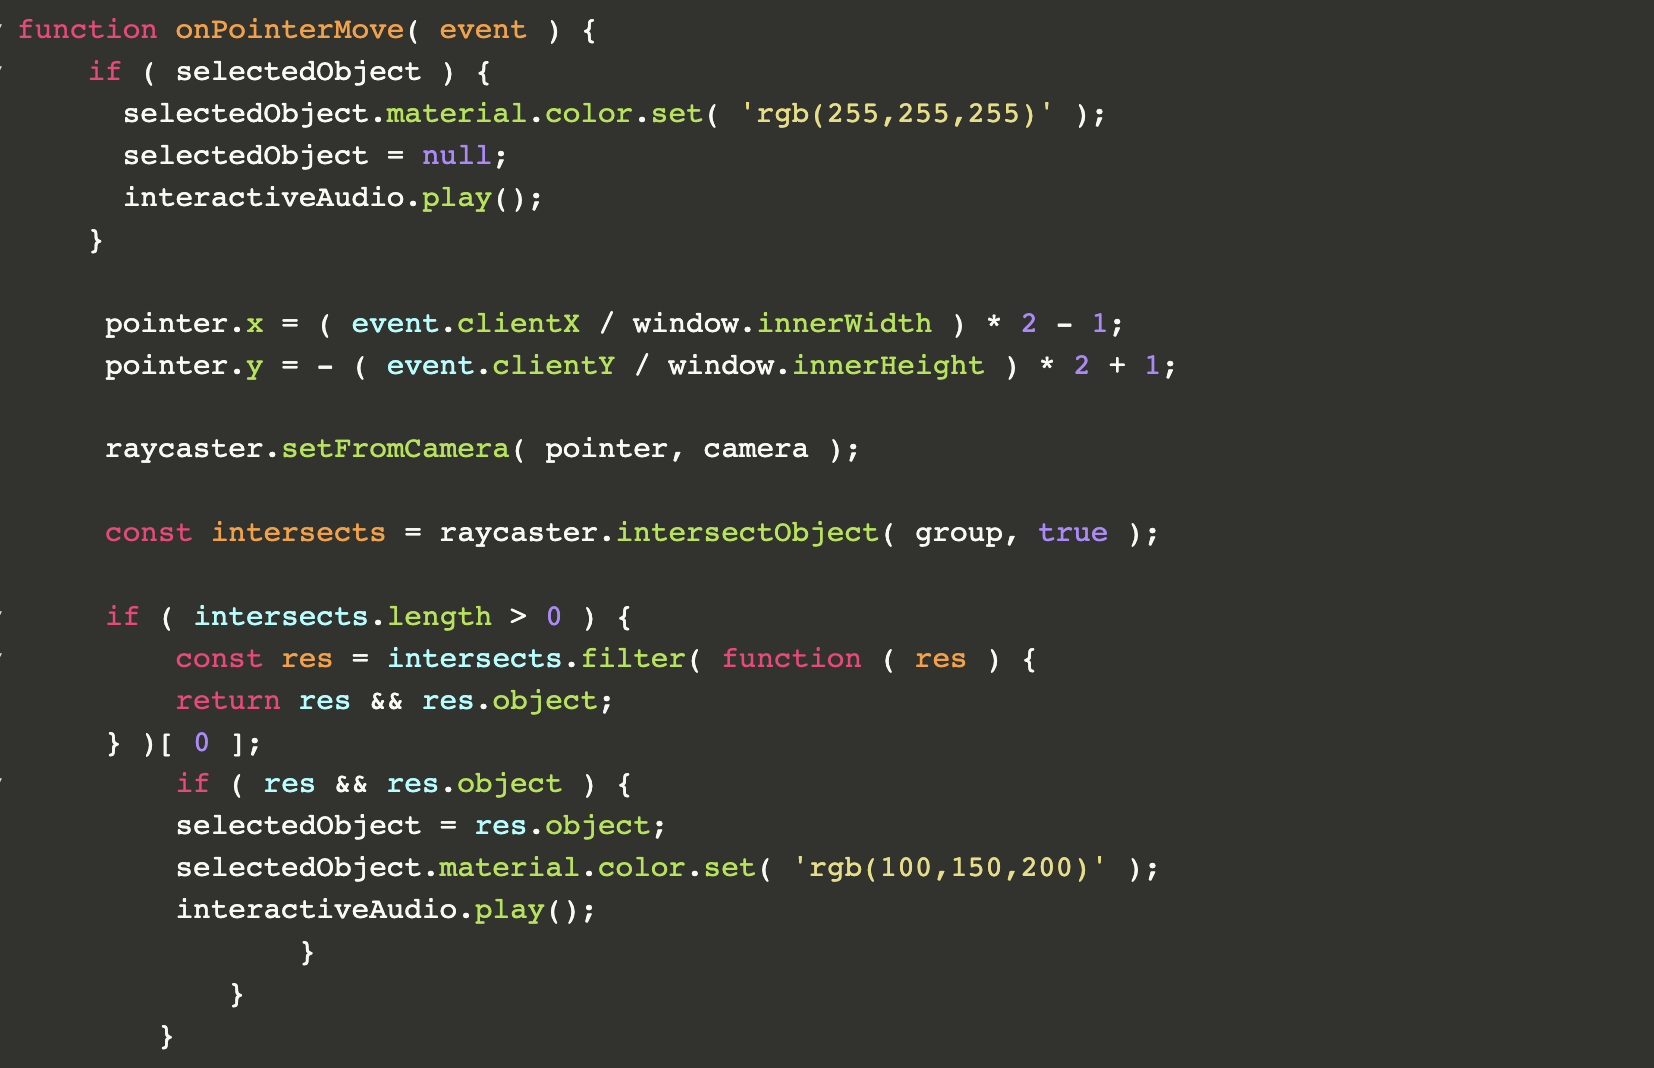 function onPointerMove( event ) {
    if ( selectedObject ) {
      selectedObject.material.color.set( 'rgb(255,255,255)' );
      selectedObject = null;
      interactiveAudio.play();
    }

     pointer.x = ( event.clientX / window.innerWidth ) * 2 - 1;
     pointer.y = - ( event.clientY / window.innerHeight ) * 2 + 1;

     raycaster.setFromCamera( pointer, camera );

     const intersects = raycaster.intersectObject( group, true );

     if ( intersects.length > 0 ) {
         const res = intersects.filter( function ( res ) {
         return res && res.object;
     } )[ 0 ];
         if ( res && res.object ) {
         selectedObject = res.object;
         selectedObject.material.color.set( 'rgb(100,150,200)' );
         interactiveAudio.play();
                }
            }
        }